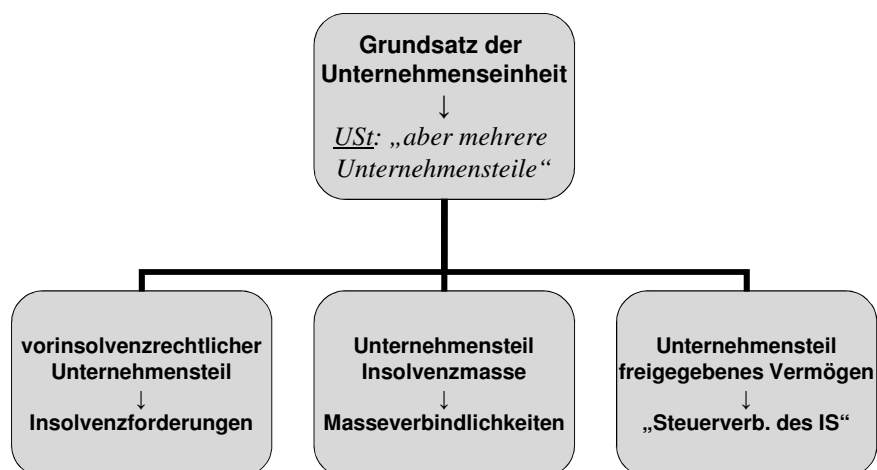 Grundsatz der
Unternehmenseinheit
↓
USt: „aber mehrere
Unternehmensteile“
vorinsolvenzrechtlicher
Unternehmensteil
↓
Insolvenzforderungen
Unternehmensteil
Insolvenzmasse
↓
Masseverbindlichkeiten
Unternehmensteil
freigegebenes Vermögen
↓
„Steuerverb. des IS“